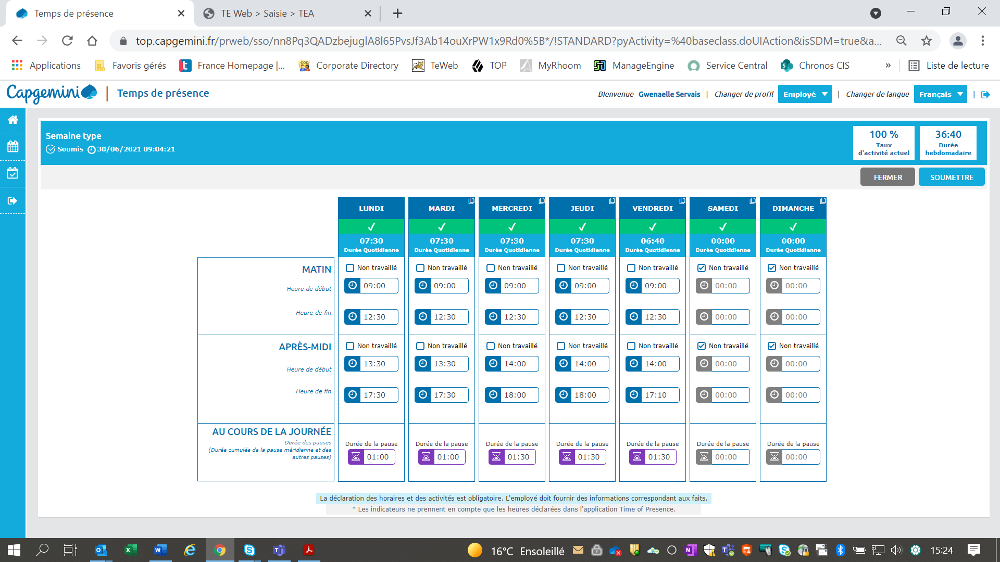 Temps de présence
TE Web > Saisie > TEA
top.capgemini.fr/prweb/sso/nn8Pq3QADzbejuglA8l65PvsJf3Ab14ouXrPW1x9Rd0%5B*/!STANDARD?pyActivity=%40baseclass.doUIAction&isSDM=true&a...
Applications Favoris gérés France Homepage |... Corporate Directory TeWeb TOP MyRhoom ManageEngine Service Central Chronos CIS » Liste de lecture
Capgemini | Temps de présence
Bienvenue Gwenaelle Servais | Changer de profil Employé | Changer de langue Français |
Semaine type
Soumis 30/06/2021 09:04:21
100 % 36:40
Taux d'activité actuel
Durée hebdomadaire
FERMER SOUMETTRE
LUNDI MARDI MERCREDI JEUDI VENDREDI SAMEDI DIMANCHE
07:30 07:30 07:30 07:30 06:40 00:00 00:00
Durée Quotidienne Durée Quotidienne Durée Quotidienne Durée Quotidienne Durée Quotidienne Durée Quotidienne Durée Quotidienne
MATIN Non travaillé Non travaillé Non travaillé Non travaillé Non travaillé Non travaillé Non travaillé
Heure de début 09:00 09:00 09:00 09:00 09:00 00:00 00:00
Heure de fin 12:30 12:30 12:30 12:30 12:30 00:00 00:00
APRÈS-MIDI Non travaillé Non travaillé Non travaillé Non travaillé Non travaillé Non travaillé Non travaillé
Heure de début 13:30 13:30 14:00 14:00 14:00 00:00 00:00
Heure de fin 17:30 17:30 18:00 18:00 17:10 00:00 00:00
AU COURS DE LA JOURNÉE
Durée des pauses
(Durée cumulée de la pause méridienne et des
autres pauses)
Durée de la pause Durée de la pause Durée de la pause Durée de la pause Durée de la pause Durée de la pause Durée de la pause
01:00 01:00 01:30 01:30 01:30 00:00 00:00
La déclaration des horaires et des activités est obligatoire. L'employé doit fournir des informations correspondant aux faits.
* Les indicateurs ne prennent en compte que les heures déclarées dans l'application Time of Presence.
16°C Ensoleillé 15:24